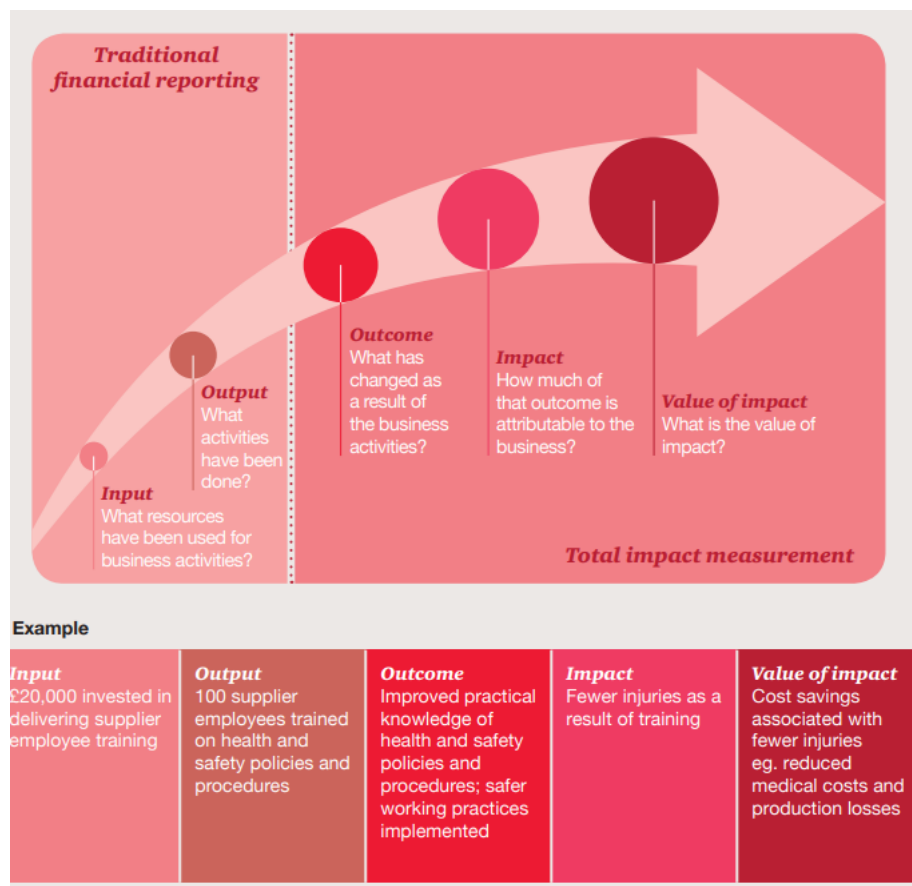 Traditional
financial reporting
Outcome
What has
changed as
a result of
the business
activities?
Impact
How much of
that outcome is
attributable to the
business?
Value of impact
What is the value of
impact?
Output
What
activities
have been
done?
Input
What resources
have been used for
business activities?
Total impact measurement
Example
Input
£20,000 invested in
delivering supplier
employee training
Output
100 supplier
employees trained
on health and
safety policies and
procedures
Outcome
Improved practical
knowledge of
health and safety
policies and
procedures; safer
working practices
implemented
Impact
Fewer injuries as a
result of training
Value of impact
Cost savings
associated with
fewer injuries
eg. reduced
medical costs and
production losses